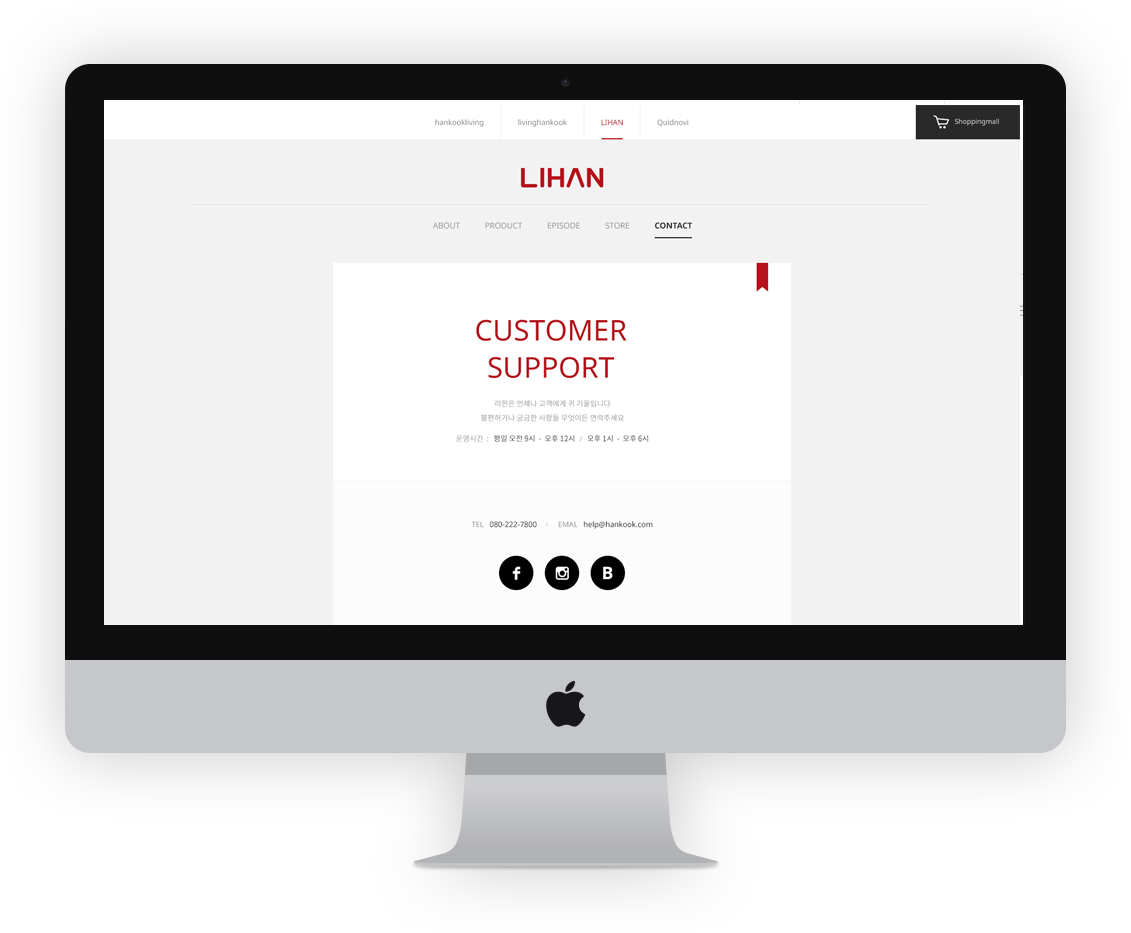 hankookliving livinghankook LIHAN Quidnovi Shoppingmall
LIHAN
ABOUT PRODUCT EPISODE STORE CONTACT
CUSTOMER
SUPPORT
리한은 언제나 고객에게 귀 기울입니다
불편하거나 궁금한 사항들 무엇이든 연락주세요
운영시간 : 평일 오전 9시 - 오후 12시 / 오후 1시 - 오후 6시
TEL 080-222-7800 EMAL help@hankook.com
B